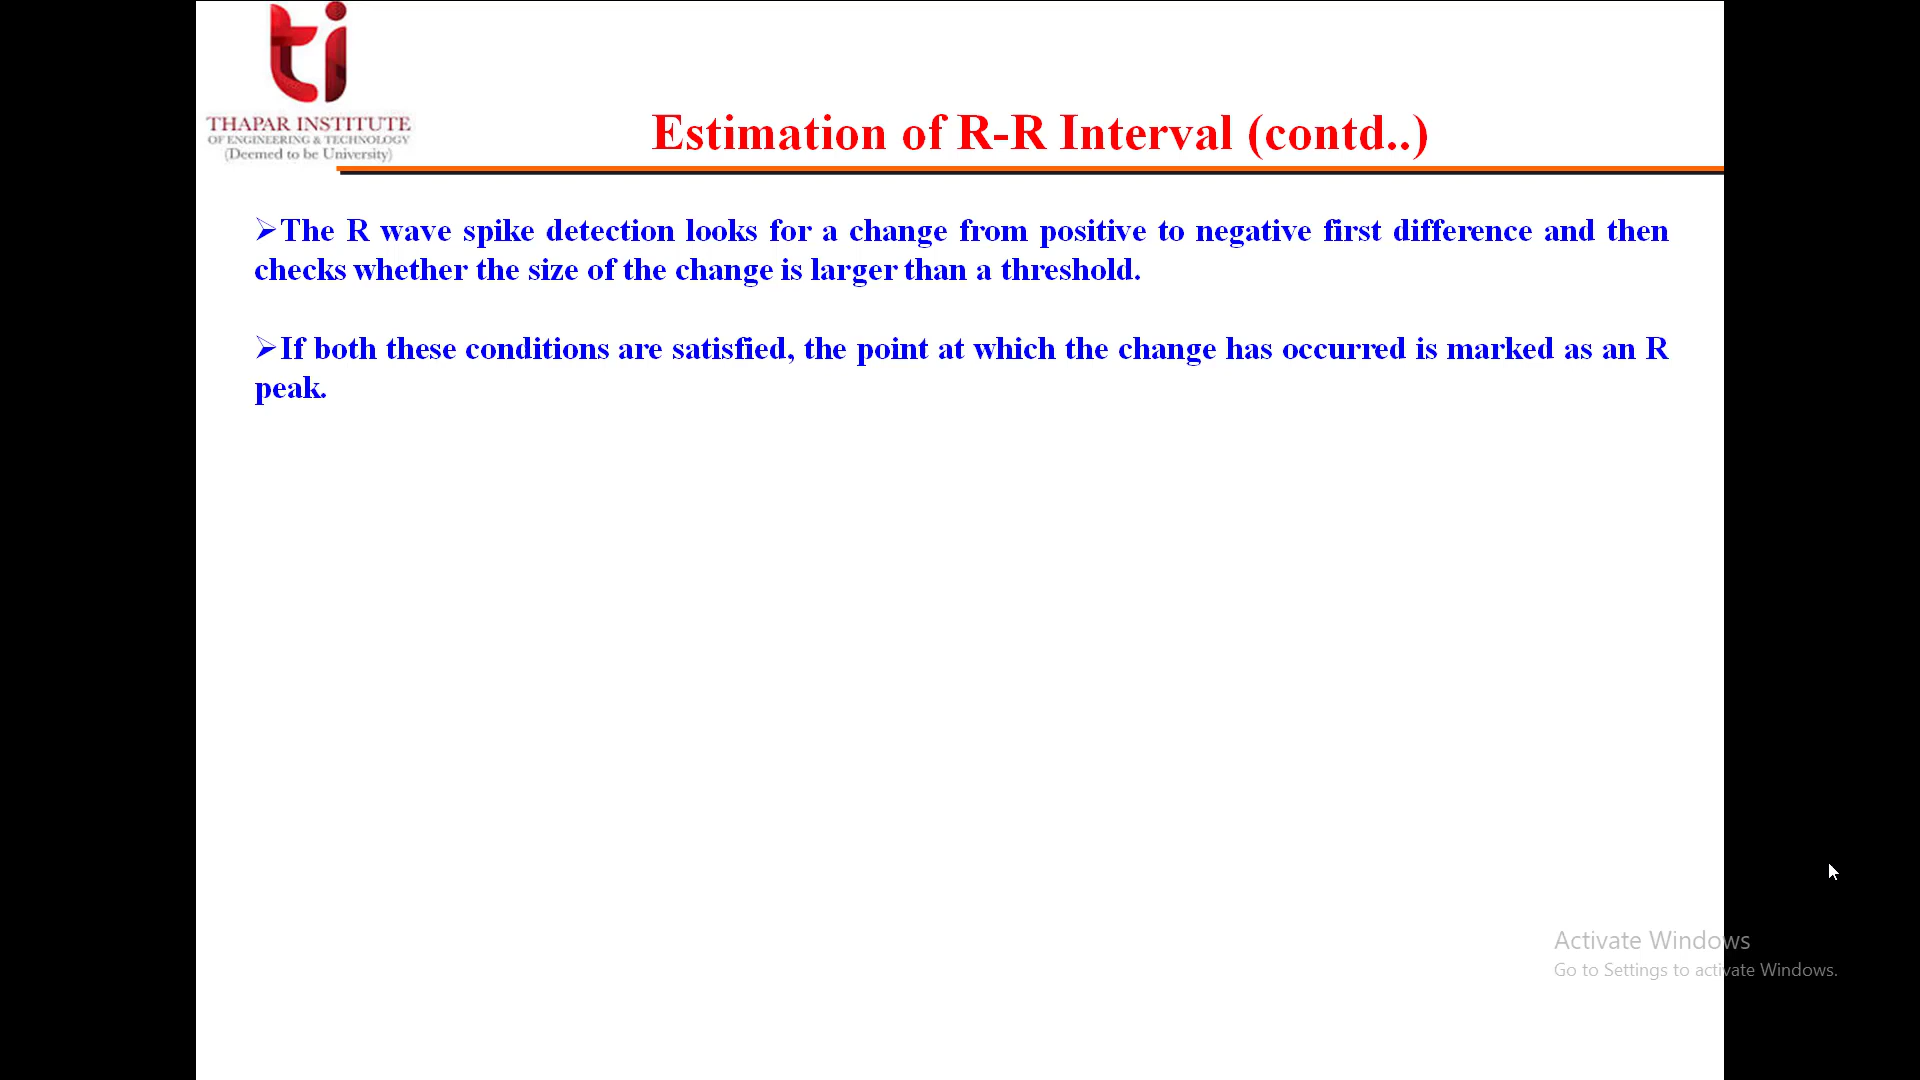 THAPAR INSTITUTE
OF ENGINEERING & TECHNOLOGY
(Deemed to be University)
Estimation of R-R Interval (contd..)
➢The R wave spike detection looks for a change from positive to negative first difference and then
checks whether the size of the change is larger than a threshold.
➢If both these conditions are satisfied, the point at which the change has occurred is marked as an R
peak.
Activate Windows
Go to Settings to activate Windows.